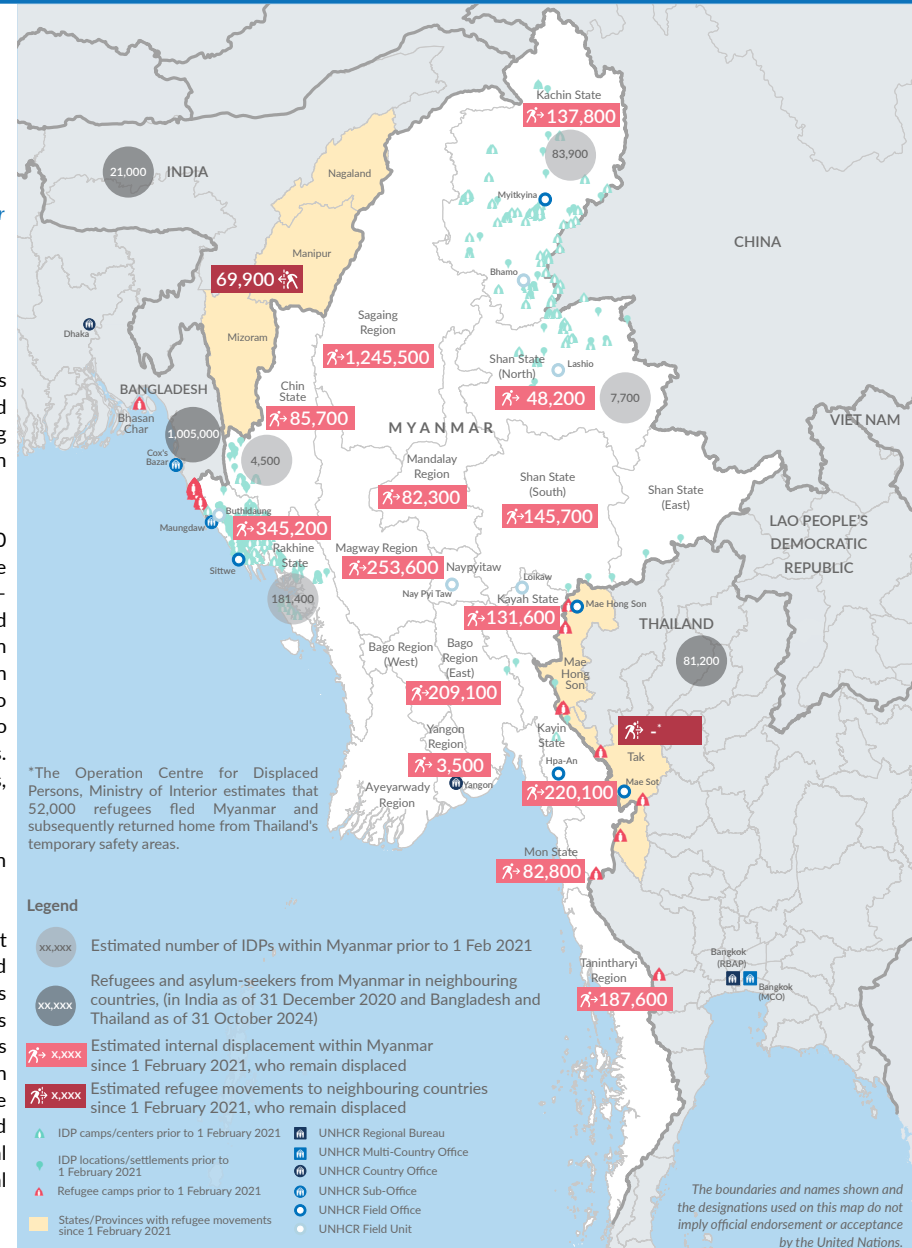 Kachin State
137,800
83,900
21,000
INDIA
Nagaland
Myitkyina
Manipur
CHINA
69,900
Bhamo
Dhaka
Sagaing
Region
Mizoram
1,245,500
Shan State
(North)
Lashio
BANGLADESH
Chin
State
48,200
7,700
Bhasan
Char
85,700
VIET NAM
MYANMAR
1,005,000
Cox's
Bazar
4,500
Mandalay
Region
82,300
Shan State
(South)
145,700
Shan State
(East)
Buthidaung
Maungdaw
345,200
LAO PEOPLE'S
DEMOCRATIC
REPUBLIC
Rakhine
State
Sittwe
Magway Region
253,600
Naypyitaw
Nay Pyi Taw
Loikaw
181,400
Kayah State
131,600
Mae Hong Son
THAILAND
81,200
Bago Region
(West)
Bago
Region
(East)
Mae
Hong
Son
209,100
-*
Yangon
Region
3,500
Yangon
Kayin
State
Tak
Hpa-An
Mae Sot
220,100
Ayeyarwady
Region
*The Operation Centre for Displaced
Persons, Ministry of Interior estimates that
52,000 refugees fled Myanmar and
subsequently returned home from Thailand's
temporary safety areas.
Mon State
82,800
Tanintharyi
Region
187,600
Bangkok
(RBAP)
Bangkok
(MCO)
Legend
xx,xxx
Estimated number of IDPs within Myanmar prior to 1 Feb 2021
xx,xxx
Refugees and asylum-seekers from Myanmar in neighbouring
countries, (in India as of 31 December 2020 and Bangladesh and
Thailand as of 31 October 2024)
x,xxx
Estimated internal displacement within Myanmar
since 1 February 2021, who remain displaced
x,xxx
Estimated refugee movements to neighbouring countries
since 1 February 2021, who remain displaced
IDP camps/centers prior to 1 February 2021
IDP locations/settlements prior to
1 February 2021
Refugee camps prior to 1 February 2021
States/Provinces with refugee movements
since 1 February 2021
UNHCR Regional Bureau
UNHCR Multi-Country Office
UNHCR Country Office
UNHCR Sub-Office
UNHCR Field Office
UNHCR Field Unit
The boundaries and names shown and
the designations used on this map do not
imply official endorsement or acceptance
by the United Nations.